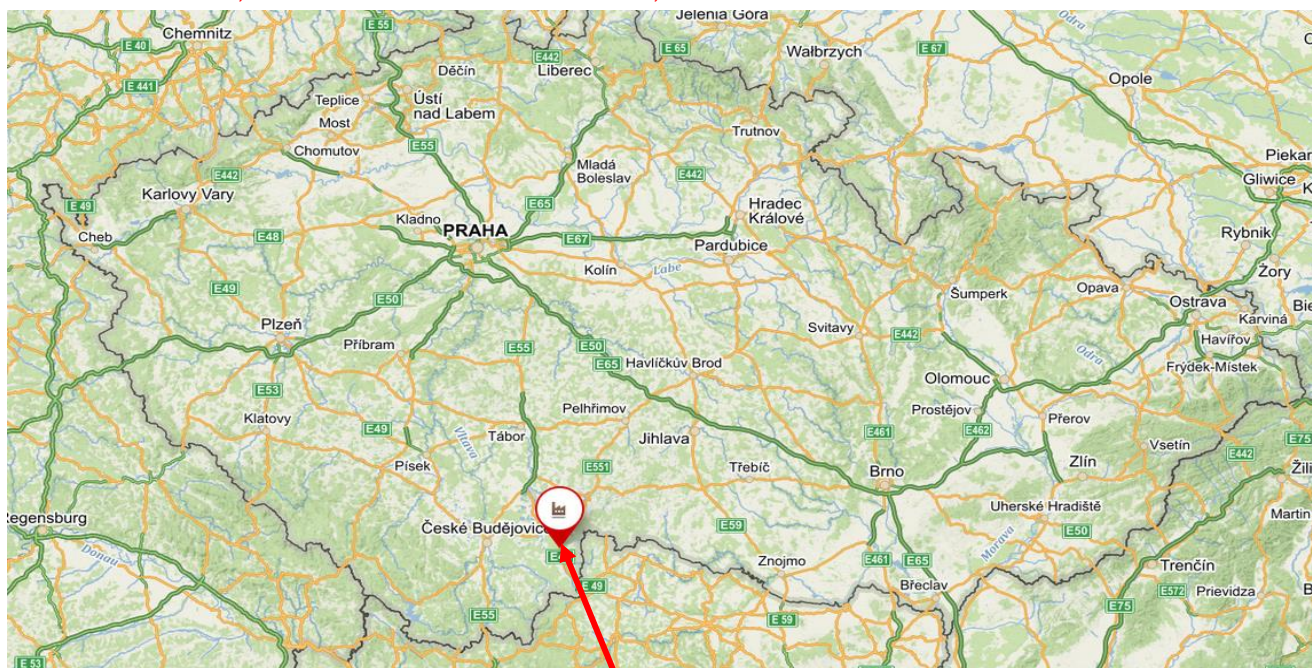 Jelenia Góra
E 55
Chemnitz
E 40
E442
E 65
Wałbrzych
E 67
Děčín
Liberec
Opole
Odra
E 441
Teplice
Ústí
nad Labem
Most
Trutnov
Chomutov
E55
Mladá
Boleslav
E442
E442
Piekar
Gliwice
Karlovy Vary
E 49
E65
Hradec
Králové
Kladno
PRAHA
Cheb
E48
E67
Pardubice
Rybnik
Kolín
Labe
Żory
E49
E50
Šumperk
Opava
Ostrava
Bie
Karviná
Plzeň
Svitavy
E442
Příbram
E55
E50
Havířov
Odra
E65
Havlíčkův Brod
Frýdek-Místek
E53
Olomouc
Klatovy
Pelhřimov
Prostějov
Přerov
E49
Vltava
Tábor
Jihlava
E461
E462
Vsetín
E75
E442
Písek
E551
Třebíč
Brno
Zlín
Žili
Uherské Hradiště
Regensburg
České Budějovic
E59
Martin
E50
Donau
Morava
Znojmo
E461
E65
Trenčín
E 49
Břeclav
E572
Prievidza
E55
E 59
E75
E 53